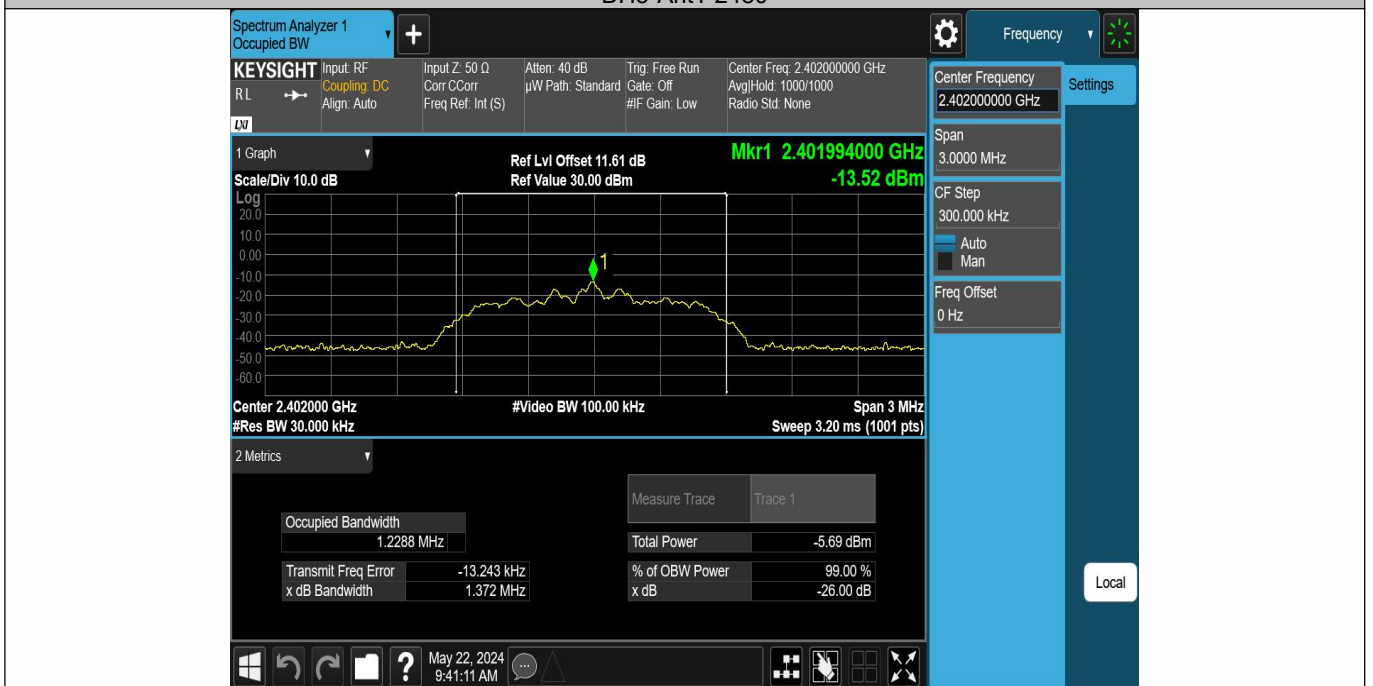 Spectrum Analyzer 1
Occupied BW
+
Frequency
KEYSIGHT
R L
LXI
Input: RF
Coupling: DC
Align: Auto
Input Z: 50 Ω
Corr CCorr
Freq Ref: Int (S)
Atten: 40 dB
µW Path: Standard
Trig: Free Run
Gate: Off
#IF Gain: Low
Center Freq: 2.402000000 GHz
Avg|Hold: 1000/1000
Radio Std: None
Center Frequency
2.402000000 GHz
Settings
Span
3.0000 MHz
CF Step
300.000 kHz
Auto
Man
Freq Offset
0 Hz
Local
1 Graph
Scale/Div 10.0 dB
Ref Lvl Offset 11.61 dB
Ref Value 30.00 dBm
Mkr1 2.401994000 GHz
-13.52 dBm
Log
20.0
10.0
0.00
-10.0
-20.0
-30.0
-40.0
-50.0
-60.0
1
Center 2.402000 GHz
#Res BW 30.000 kHz
#Video BW 100.00 kHz
Span 3 MHz
Sweep 3.20 ms (1001 pts)
2 Metrics
Measure Trace Trace 1
Occupied Bandwidth
1.2288 MHz
Total Power -5.69 dBm
Transmit Freq Error -13.243 kHz
% of OBW Power 99.00 %
x dB Bandwidth 1.372 MHz
x dB -26.00 dB
?
May 22, 2024
9:41:11 AM